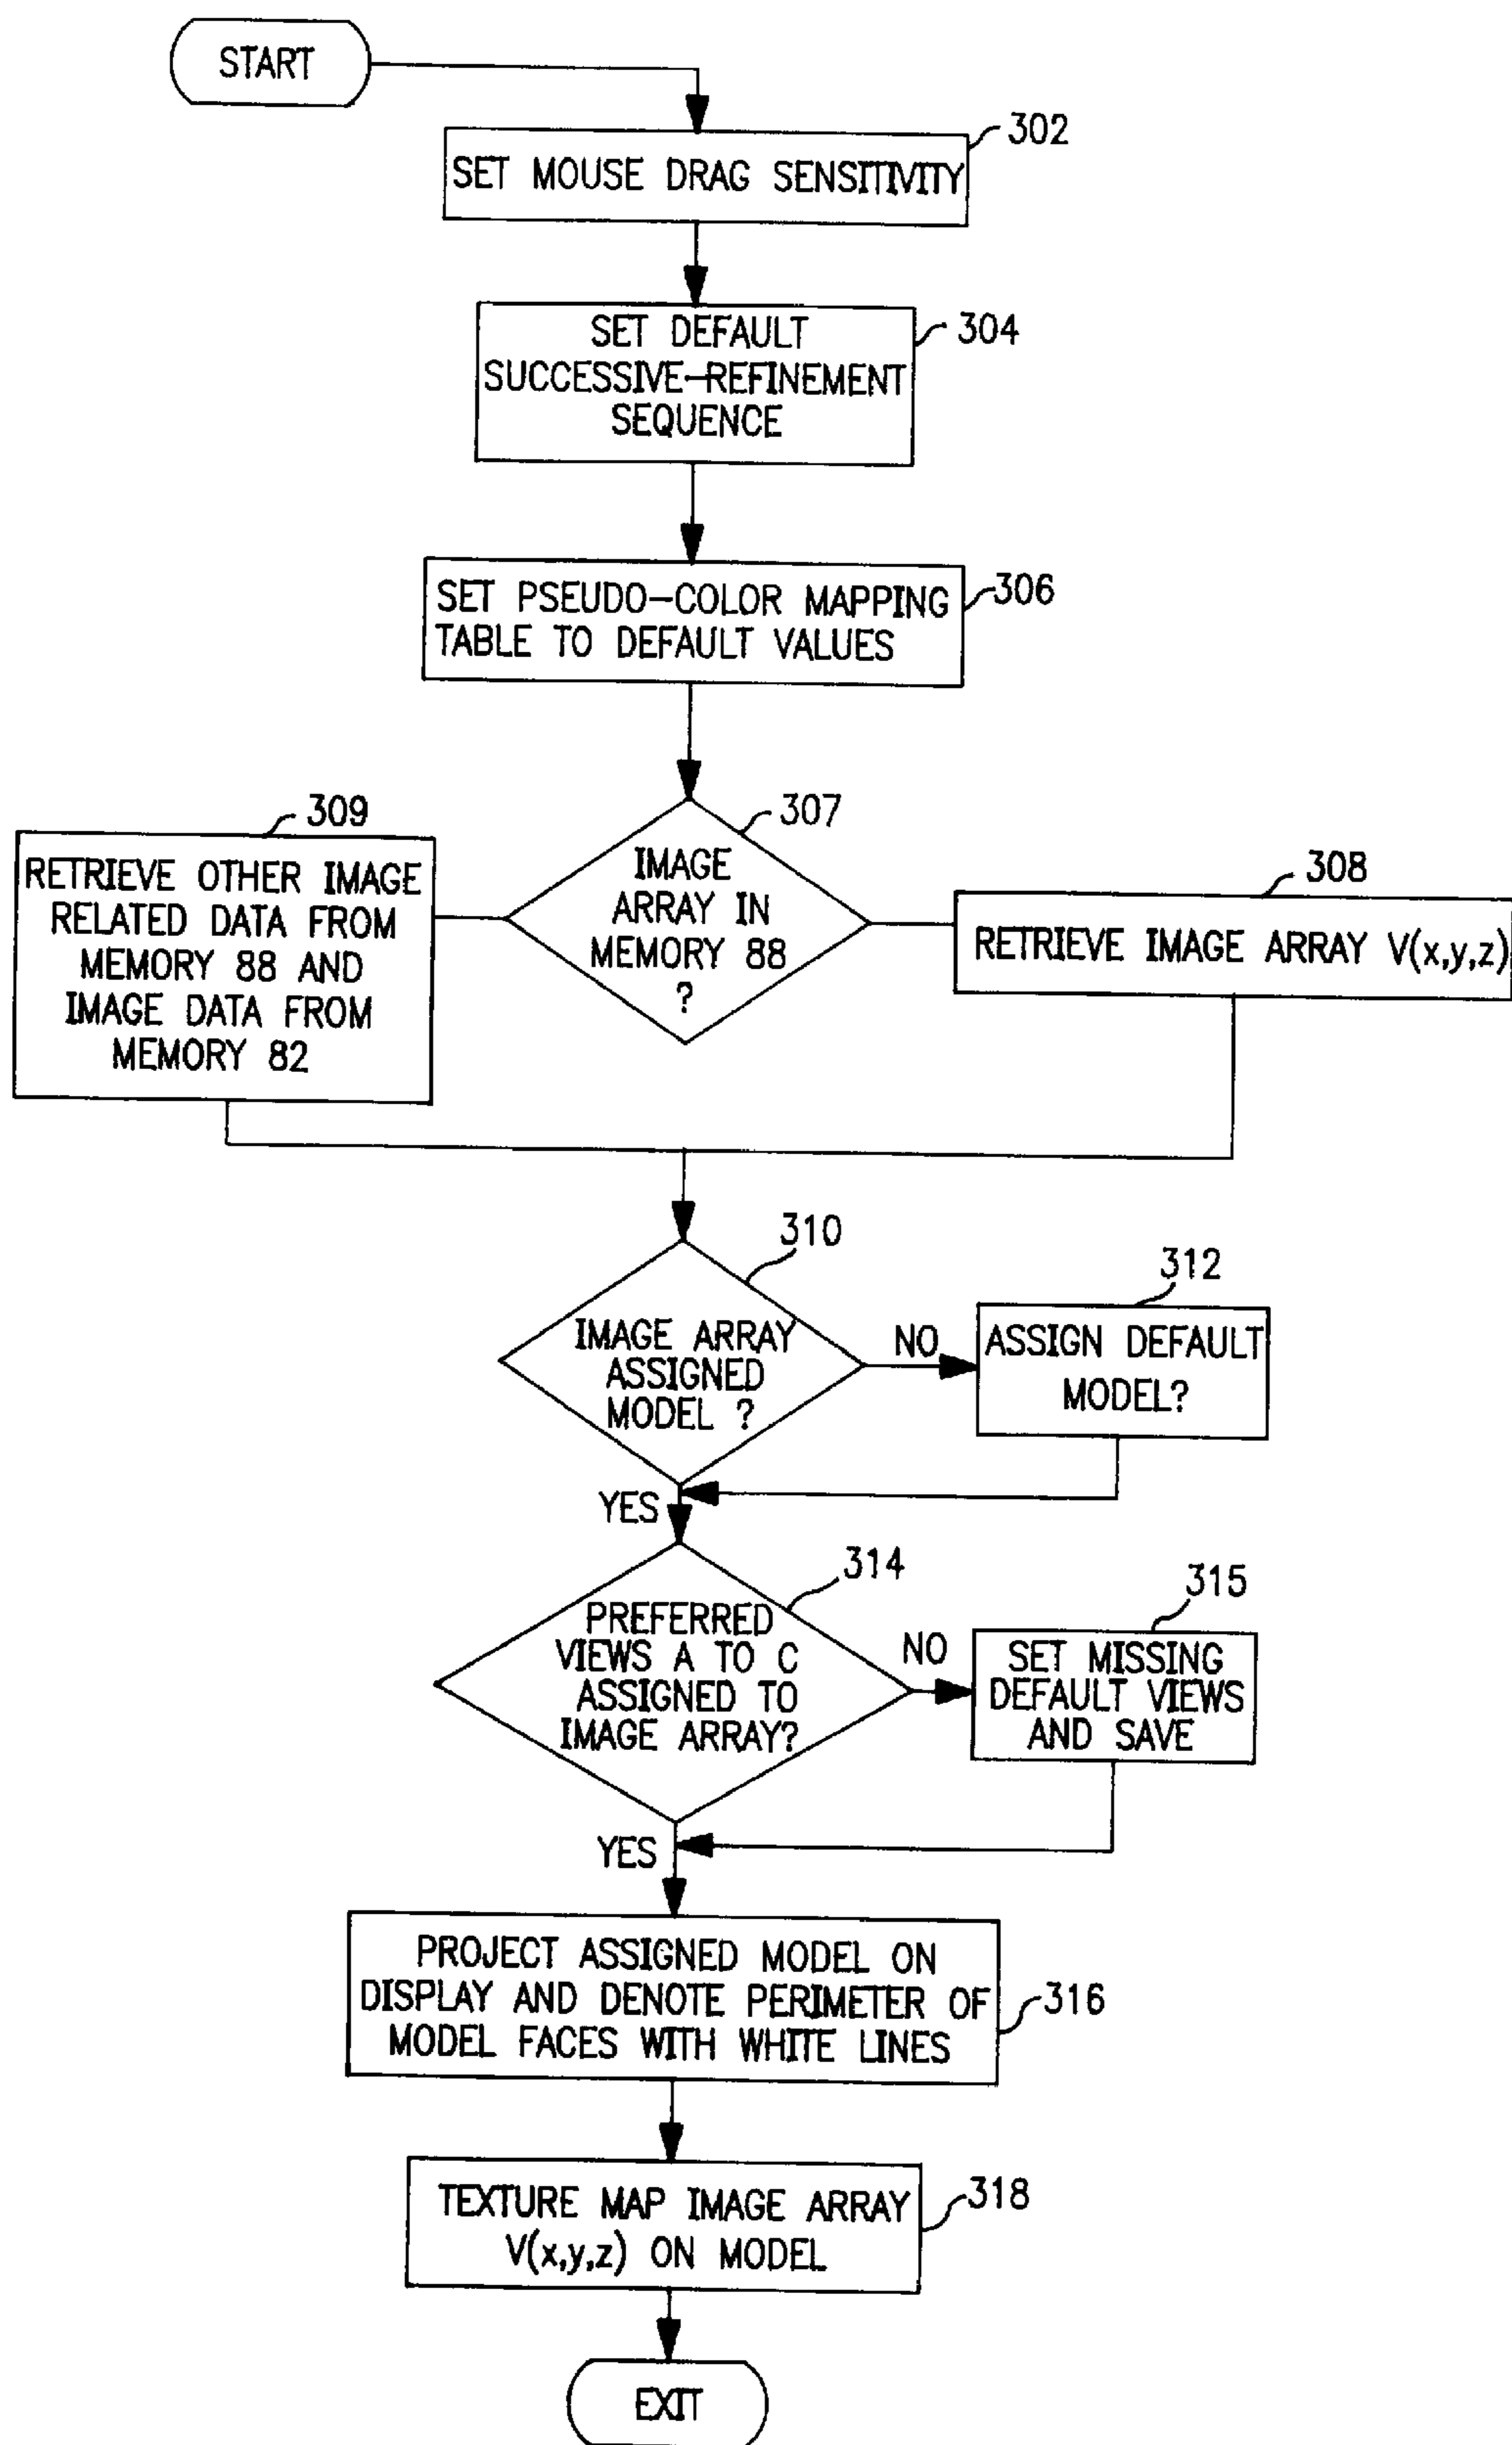 START
302
SET MOUSE DRAG SENSITIVITY
304
SET DEFAULT
SUCCESSIVE-REFINEMENT
SEQUENCE
306
SET PSEUDO-COLOR MAPPING
TABLE TO DEFAULT VALUES
309
RETRIEVE OTHER IMAGE
RELATED DATA FROM
MEMORY 88 AND
IMAGE DATA FROM
MEMORY 82
307
IMAGE
ARRAY IN
MEMORY 88
?
308
RETRIEVE IMAGE ARRAY V(x,y,z)
310
IMAGE ARRAY
ASSIGNED
MODEL ?
NO
312
ASSIGN DEFAULT
MODEL?
YES
314
PREFERRED
VIEWS A TO C
ASSIGNED TO
IMAGE ARRAY?
NO
315
SET MISSING
DEFAULT VIEWS
AND SAVE
YES
PROJECT ASSIGNED MODEL ON
DISPLAY AND DENOTE PERIMETER OF
MODEL FACES WITH WHITE LINES
316
TEXTURE MAP IMAGE ARRAY
V(x,y,z) ON MODEL
318
EXIT